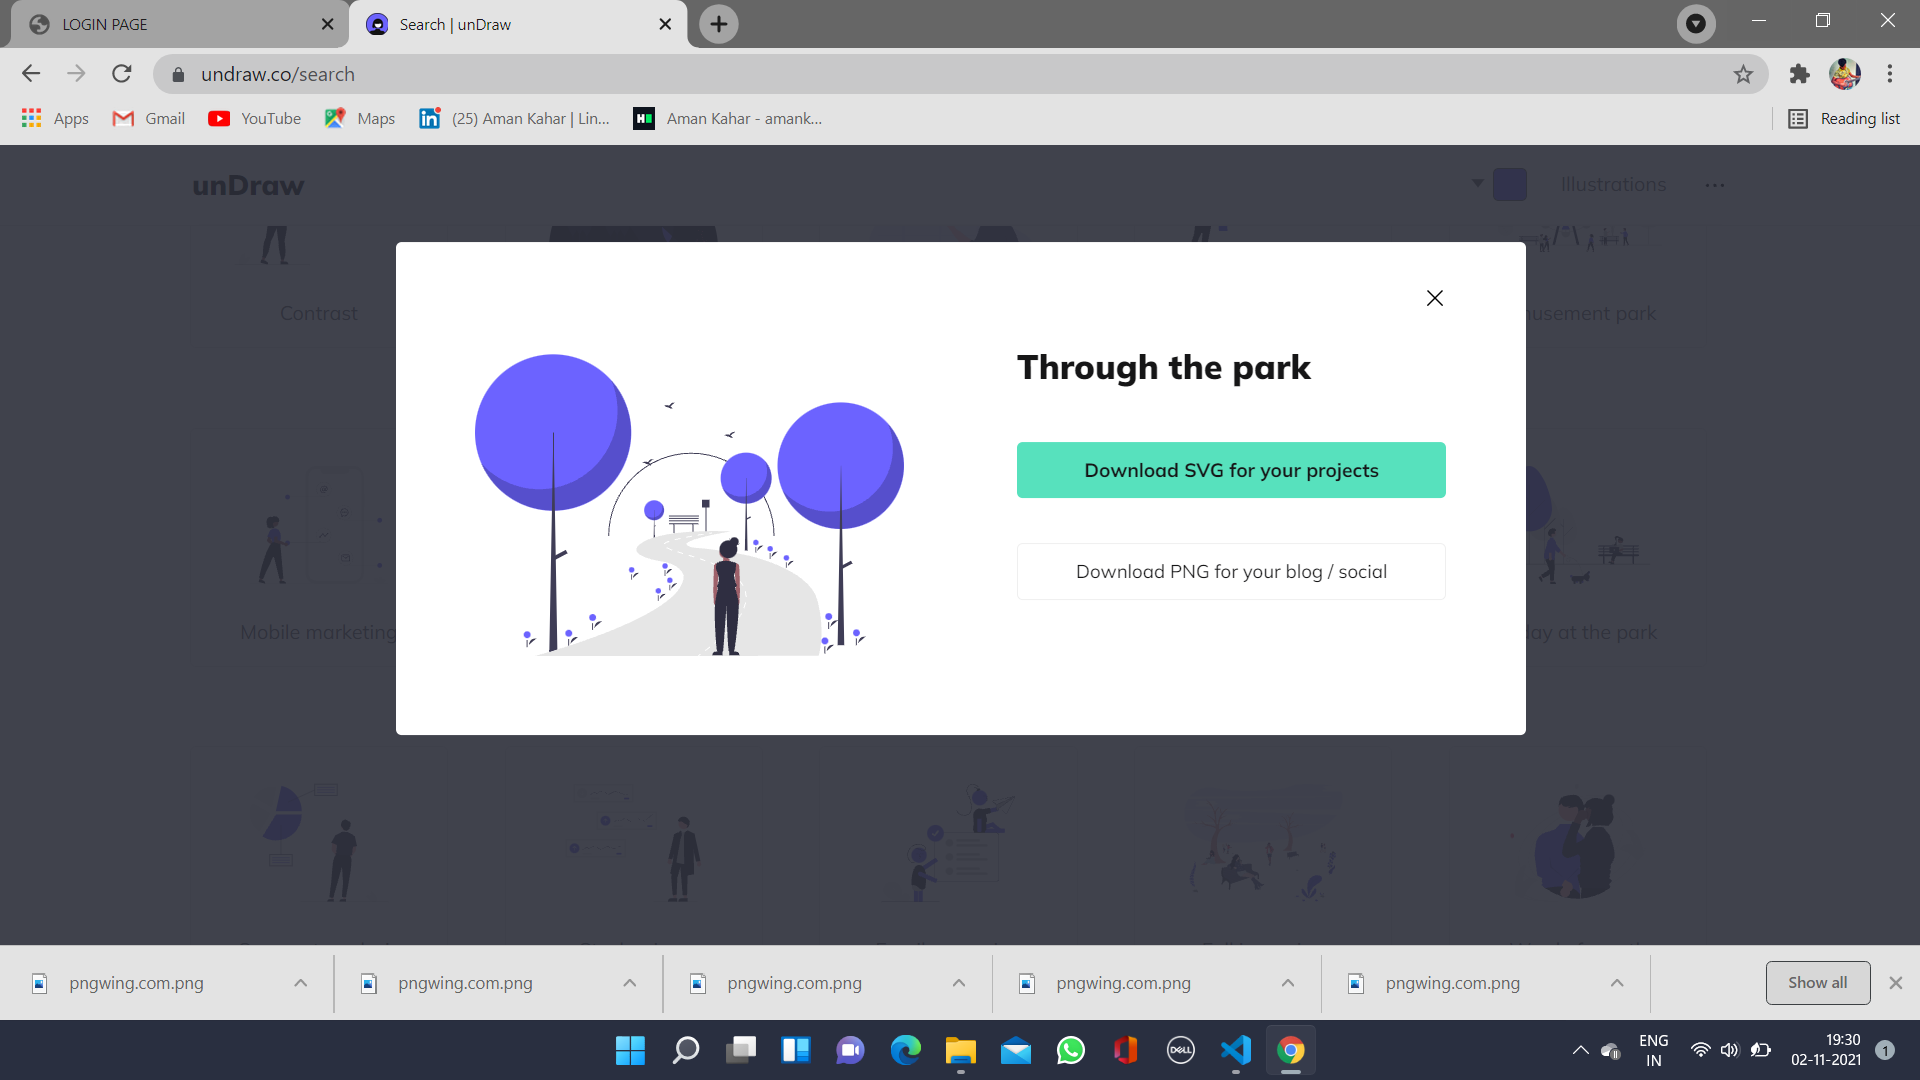 LOGIN PAGE
Search | unDraw
undraw.co/search
Apps
Gmail
YouTube
Maps
(25) Aman Kahar | Lin...
Aman Kahar - amank...
Reading list
unDraw
Illustrations
Contrast
musement park
Through the park
Download SVG for your projects
Download PNG for your blog / social
Mobile marketing
day at the park
pngwing.com.png
pngwing.com.png
pngwing.com.png
pngwing.com.png
pngwing.com.png
Show all
DELL
ENG
IN
19:30
02-11-2021
1